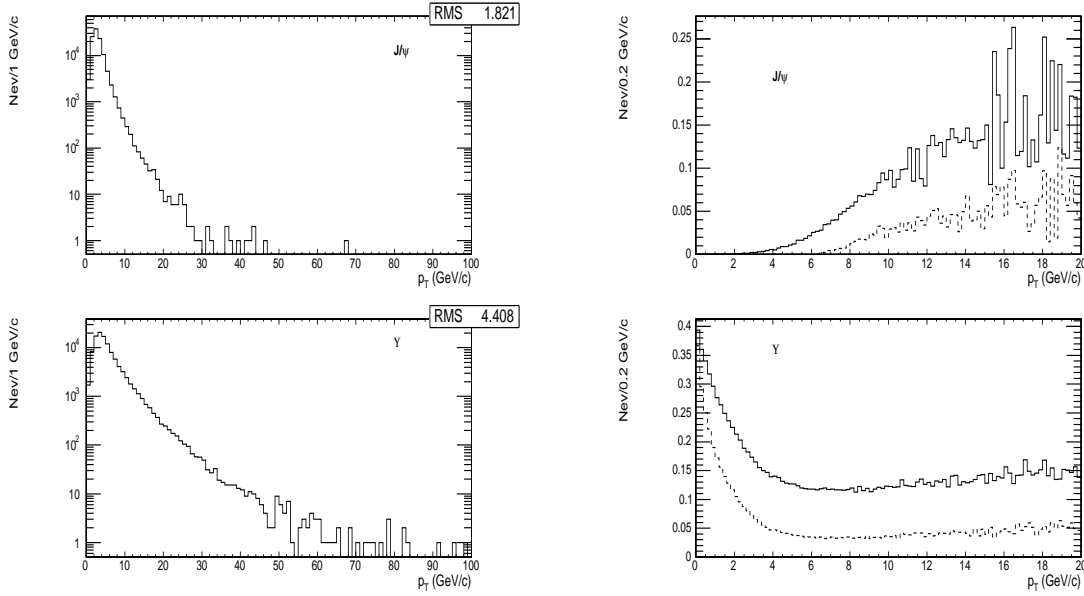 RMS 1.821
Nev/1 GeV/c
J/ψ
10⁴
10³
10²
10
1
0 10 20 30 40 50 60 70 80 90 100
p_T (GeV/c)
Nev/0.2 GeV/c
J/ψ
0.25
0.2
0.15
0.1
0.05
0
0 2 4 6 8 10 12 14 16 18 20
p_T (GeV/c)
RMS 4.408
Nev/1 GeV/c
Υ
10⁴
10³
10²
10
1
0 10 20 30 40 50 60 70 80 90 100
p_T (GeV/c)
Nev/0.2 GeV/c
Υ
0.4
0.35
0.3
0.25
0.2
0.15
0.1
0.05
0
0 2 4 6 8 10 12 14 16 18 20
p_T (GeV/c)